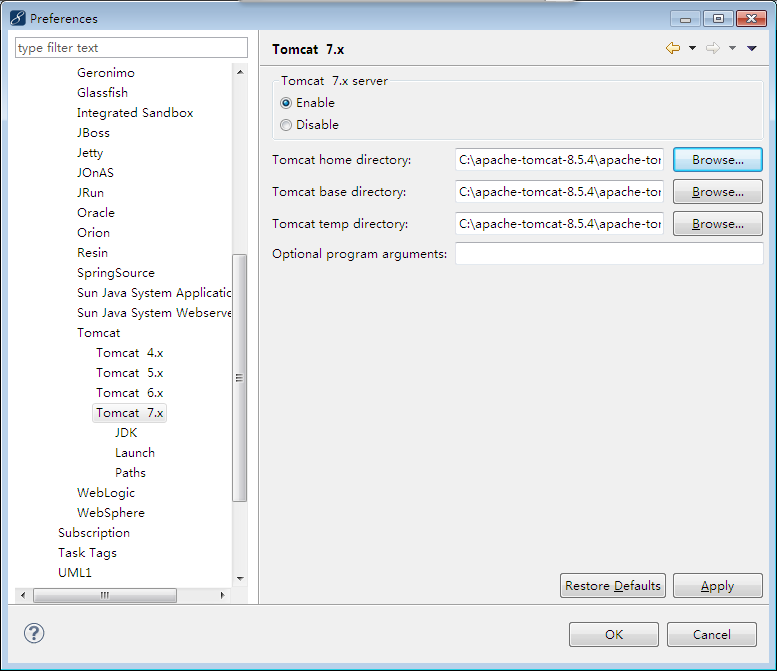 Preferences
type filter text
Geronimo
Glassfish
Integrated Sandbox
JBoss
Jetty
JOnAS
JRun
Oracle
Orion
Resin
SpringSource
Sun Java System Applicatio
Sun Java System Webserve
Tomcat
Tomcat 4.x
Tomcat 5.x
Tomcat 6.x
Tomcat 7.x
JDK
Launch
Paths
WebLogic
WebSphere
Subscription
Task Tags
UML1
Tomcat 7.x
Tomcat 7.x server
Enable
Disable
Tomcat home directory: C:\apache-tomcat-8.5.4\apache-tor Browse...
Tomcat base directory: C:\apache-tomcat-8.5.4\apache-tor Browse...
Tomcat temp directory: C:\apache-tomcat-8.5.4\apache-tor Browse...
Optional program arguments:
Restore Defaults Apply
? OK Cancel